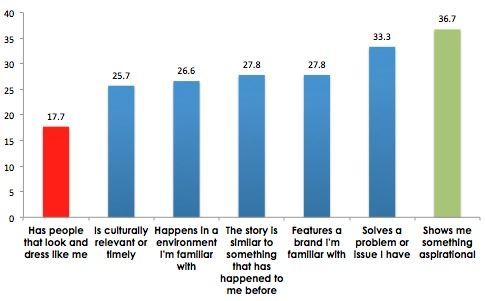 40
35
30
25
20
15
10
5
0
17.7
25.7
26.6
27.8
27.8
33.3
36.7
Has people
that look and
dress like me
Is culturally
relevant or
timely
Happens in a
environment
I'm familiar
with
The story is
similar to
something
that has
happened to
me before
Features a
brand I'm
familiar with
Solves a
problem or
issue I have
Shows me
something
aspirational